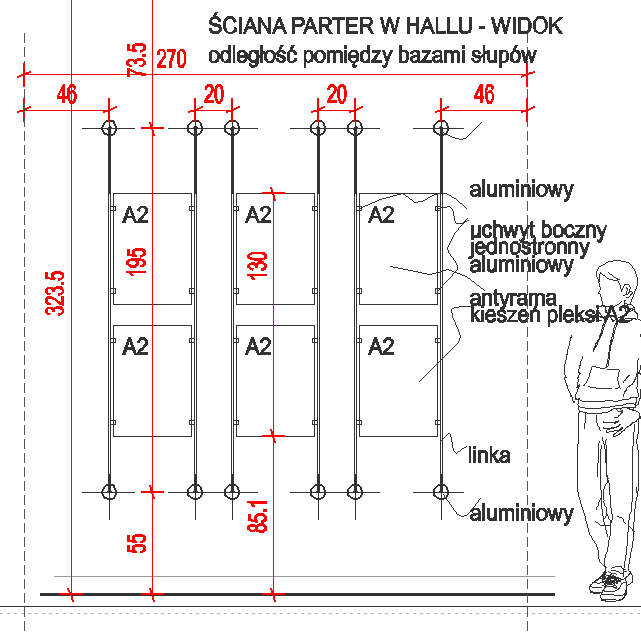 ŚCIANA PARTER W HALLU - WIDOK
odległość pomiędzy bazami słupów
73.5
270
46
20
20
46
aluminiowy
A2
A2
A2
uchwyt boczny
jednostronny
aluminiowy
195
130
323.5
antyrama
kieszeń pleksi A2
A2
A2
A2
linka
85.1
aluminiowy
55